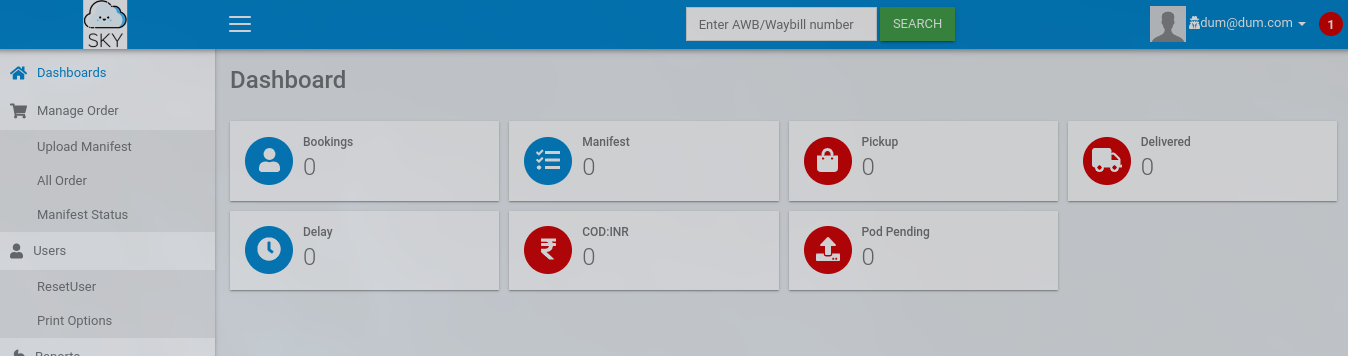 SKY
Enter AWB/Waybill number
SEARCH
dum@dum.com
1
Dashboards
Manage Order
Upload Manifest
All Order
Manifest Status
Users
ResetUser
Print Options
Reports
Dashboard
Bookings
0
Manifest
0
Pickup
0
Delivered
0
Delay
0
COD:INR
0
Pod Pending
0